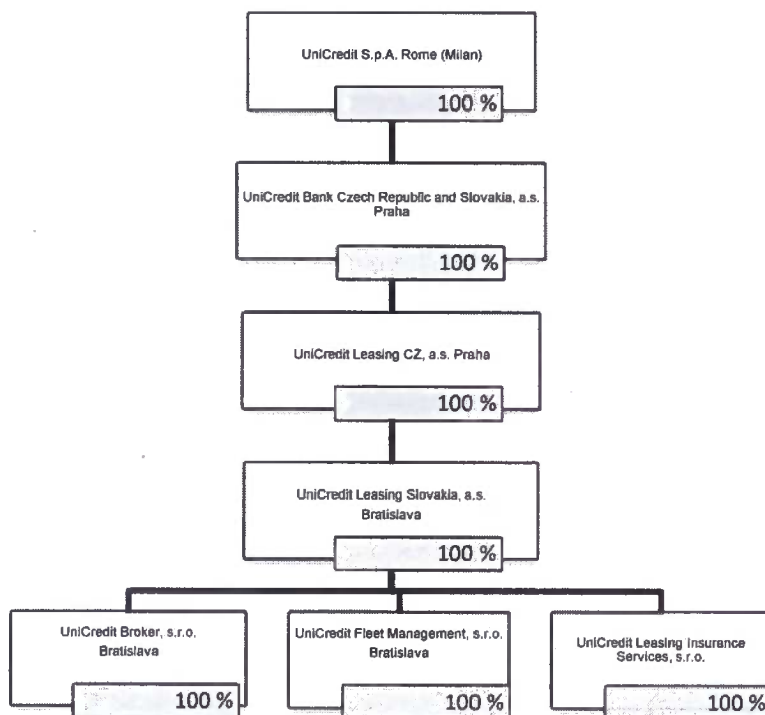 UniCredit S.p.A. Rome (Milan)
100 %
UniCredit Bank Czech Republic and Slovakia, a.s.
Praha
100 %
UniCredit Leasing CZ, a.s. Praha
100 %
UniCredit Leasing Slovakia, a.s.
Bratislava
100 %
UniCredit Broker, s.r.o.
Bratislava
100 %
UniCredit Fleet Management, s.r.o.
Bratislava
100 %
UniCredit Leasing Insurance
Services, s.r.o.
100 %